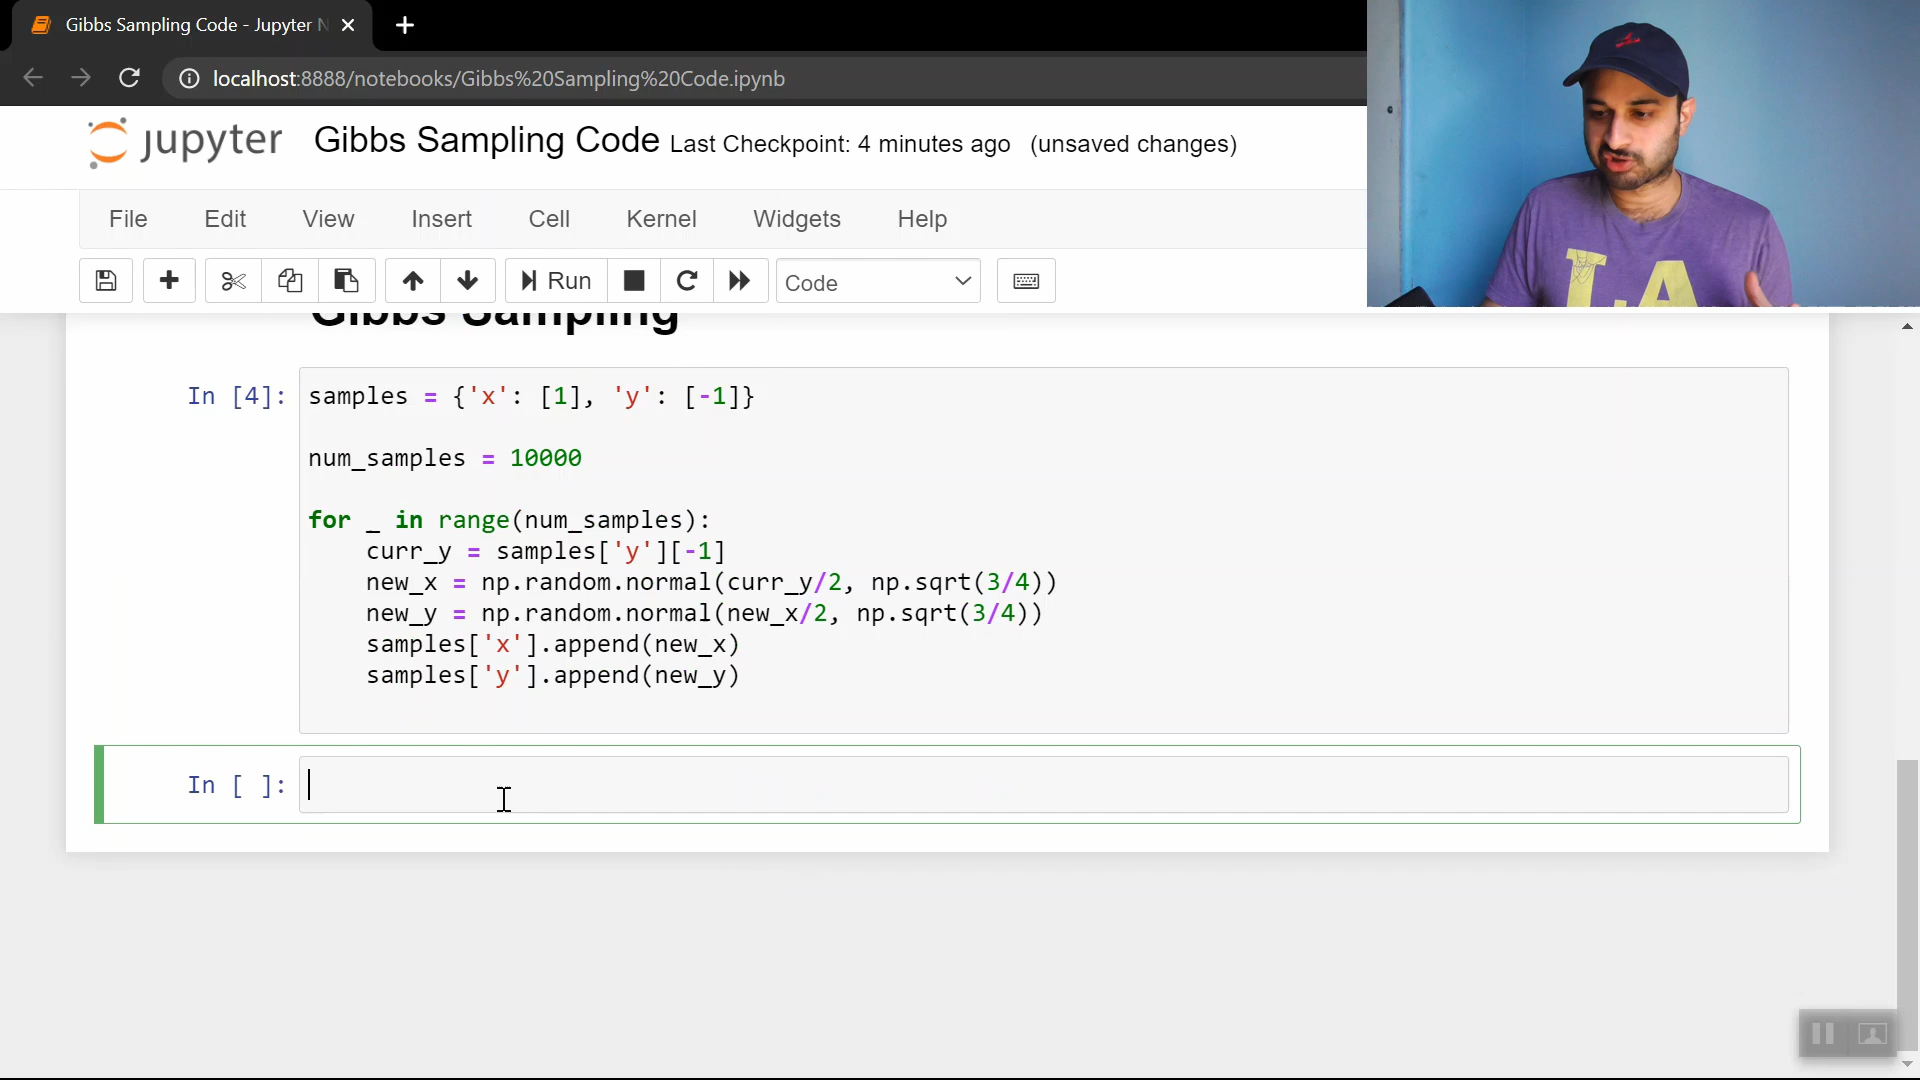 Gibbs Sampling Code - Jupyter N
localhost:8888/notebooks/Gibbs%20Sampling%20Code.ipynb
jupyter Gibbs Sampling Code Last Checkpoint: 4 minutes ago (unsaved changes)
File Edit View Insert Cell Kernel Widgets Help
Run Code
LA
Gibbs Sampling
In [4]: samples = {'x': [1], 'y': [-1]}
num_samples = 10000
for _ in range(num_samples):
curr_y = samples['y'][-1]
new_x = np.random.normal(curr_y/2, np.sqrt(3/4))
new_y = np.random.normal(new_x/2, np.sqrt(3/4))
samples['x'].append(new_x)
samples['y'].append(new_y)
In [ ]: